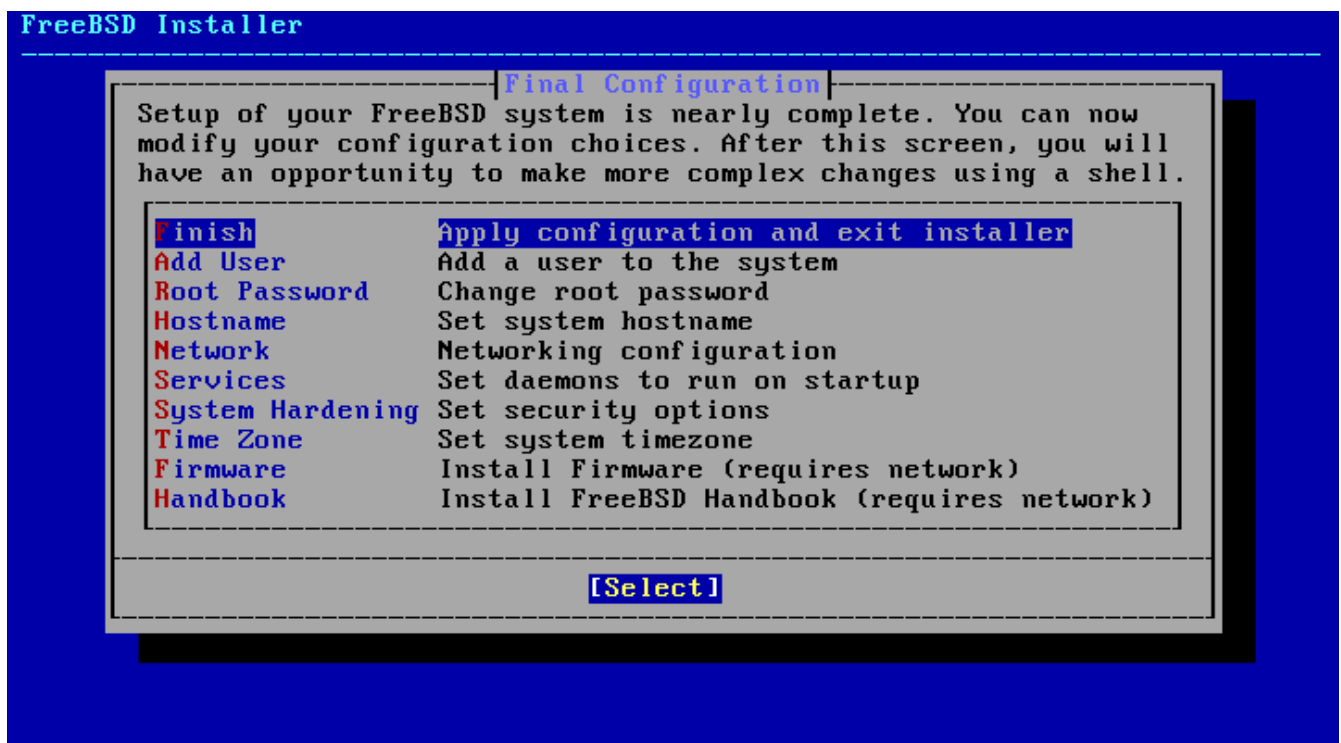 FreeBSD Installer
Final Configuration
Setup of your FreeBSD system is nearly complete. You can now
modify your configuration choices. After this screen, you will
have an opportunity to make more complex changes using a shell.
Finish Apply configuration and exit installer
Add User Add a user to the system
Root Password Change root password
Hostname Set system hostname
Network Networking configuration
Services Set daemons to run on startup
System Hardening Set security options
Time Zone Set system timezone
Firmware Install Firmware (requires network)
Handbook Install FreeBSD Handbook (requires network)
[Select]